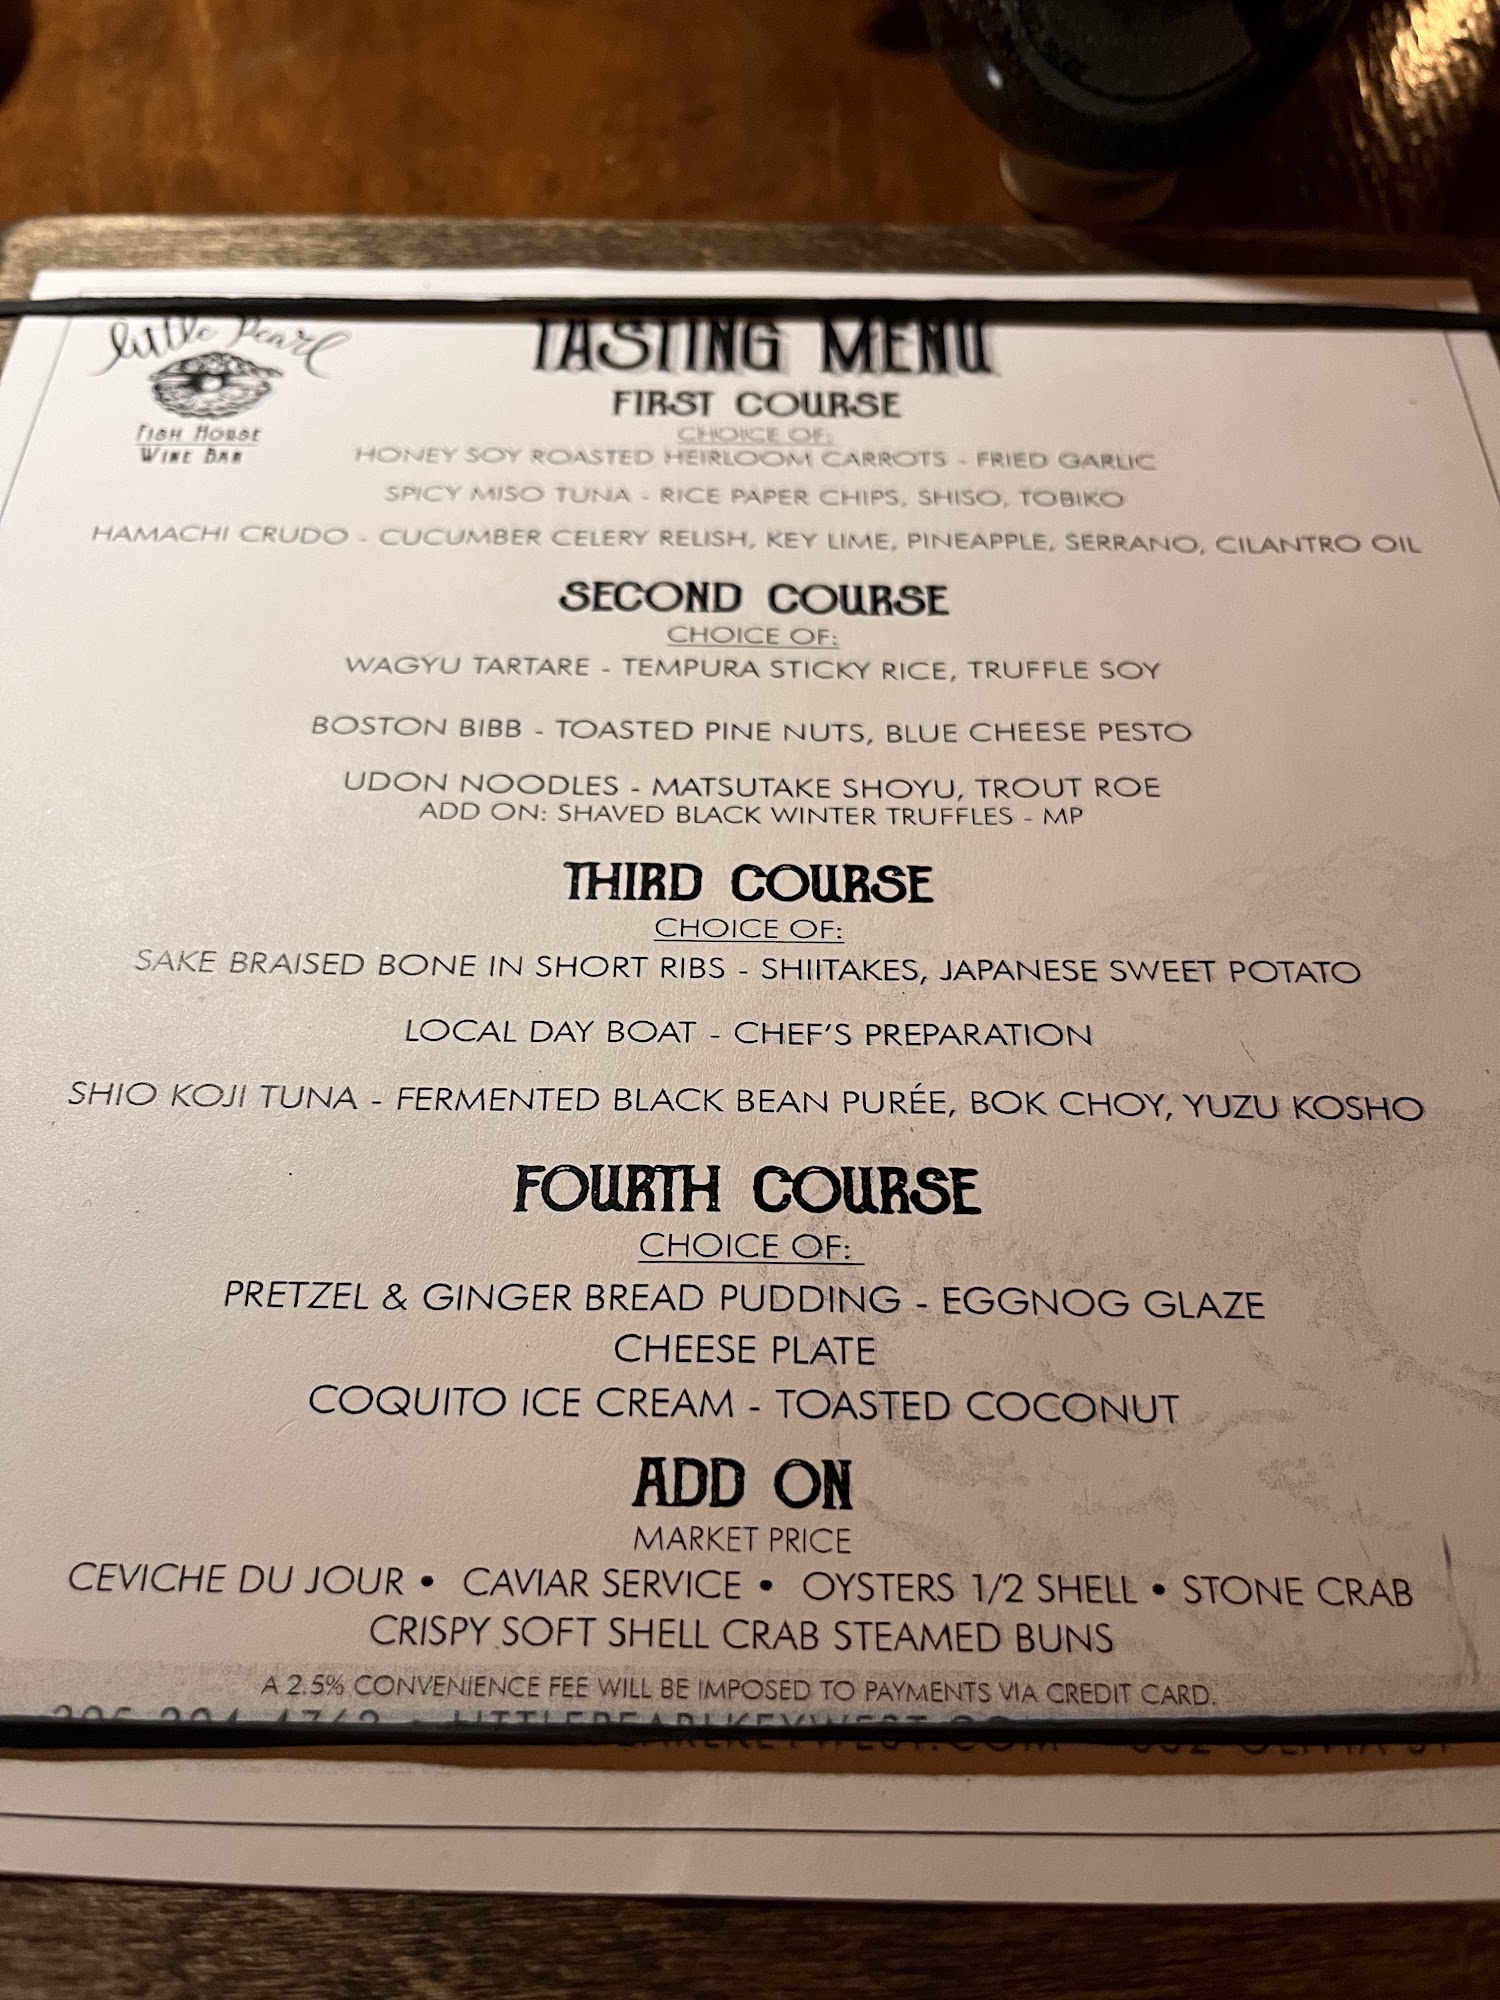 little Pearl
FISH HOUSE
WINE BAR
TASTING MENU
FIRST COURSE
CHOICE OF:
HONEY SOY ROASTED HEIRLOOM CARROTS - FRIED GARLIC
SPICY MISO TUNA - RICE PAPER CHIPS, SHISO, TOBIKO
HAMACHI CRUDO - CUCUMBER CELERY RELISH, KEY LIME, PINEAPPLE, SERRANO, CILANTRO OIL
SECOND COURSE
CHOICE OF:
WAGYU TARTARE - TEMPURA STICKY RICE, TRUFFLE SOY
BOSTON BIBB - TOASTED PINE NUTS, BLUE CHEESE PESTO
UDON NOODLES - MATSUTAKE SHOYU, TROUT ROE
ADD ON: SHAVED BLACK WINTER TRUFFLES - MP
THIRD COURSE
CHOICE OF:
SAKE BRAISED BONE IN SHORT RIBS - SHIITAKES, JAPANESE SWEET POTATO
LOCAL DAY BOAT - CHEF'S PREPARATION
SHIO KOJI TUNA - FERMENTED BLACK BEAN PURÉE, BOK CHOY, YUZU KOSHO
FOURTH COURSE
CHOICE OF:
PRETZEL & GINGER BREAD PUDDING - EGGNOG GLAZE
CHEESE PLATE
COQUITO ICE CREAM - TOASTED COCONUT
ADD ON
MARKET PRICE
CEVICHE DU JOUR • CAVIAR SERVICE • OYSTERS 1/2 SHELL • STONE CRAB
CRISPY SOFT SHELL CRAB STEAMED BUNS
A 2.5% CONVENIENCE FEE WILL BE IMPOSED TO PAYMENTS VIA CREDIT CARD.
LITTLEPEARLKEYWEST.COM